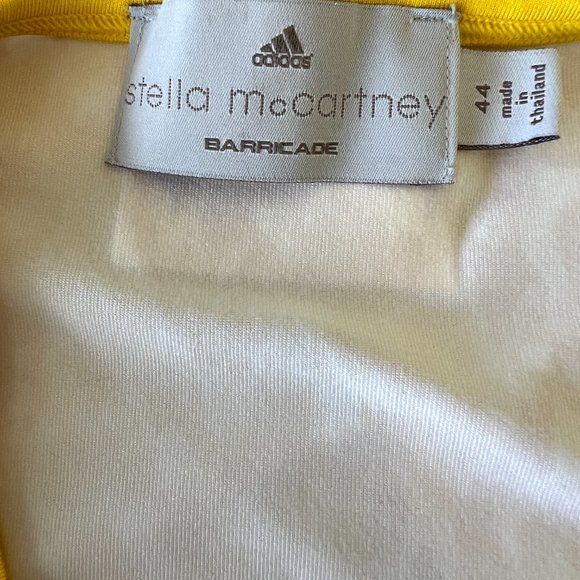 adidas
stella mccartney
BARRICADE
44
made
in
thailand